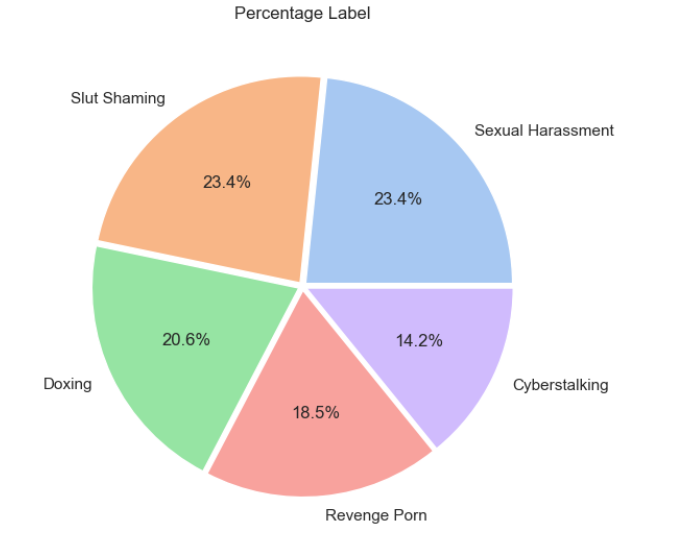 Percentage Label
Slut Shaming
Sexual Harassment
23.4%
23.4%
20.6%
14.2%
Doxing
Cyberstalking
18.5%
Revenge Porn